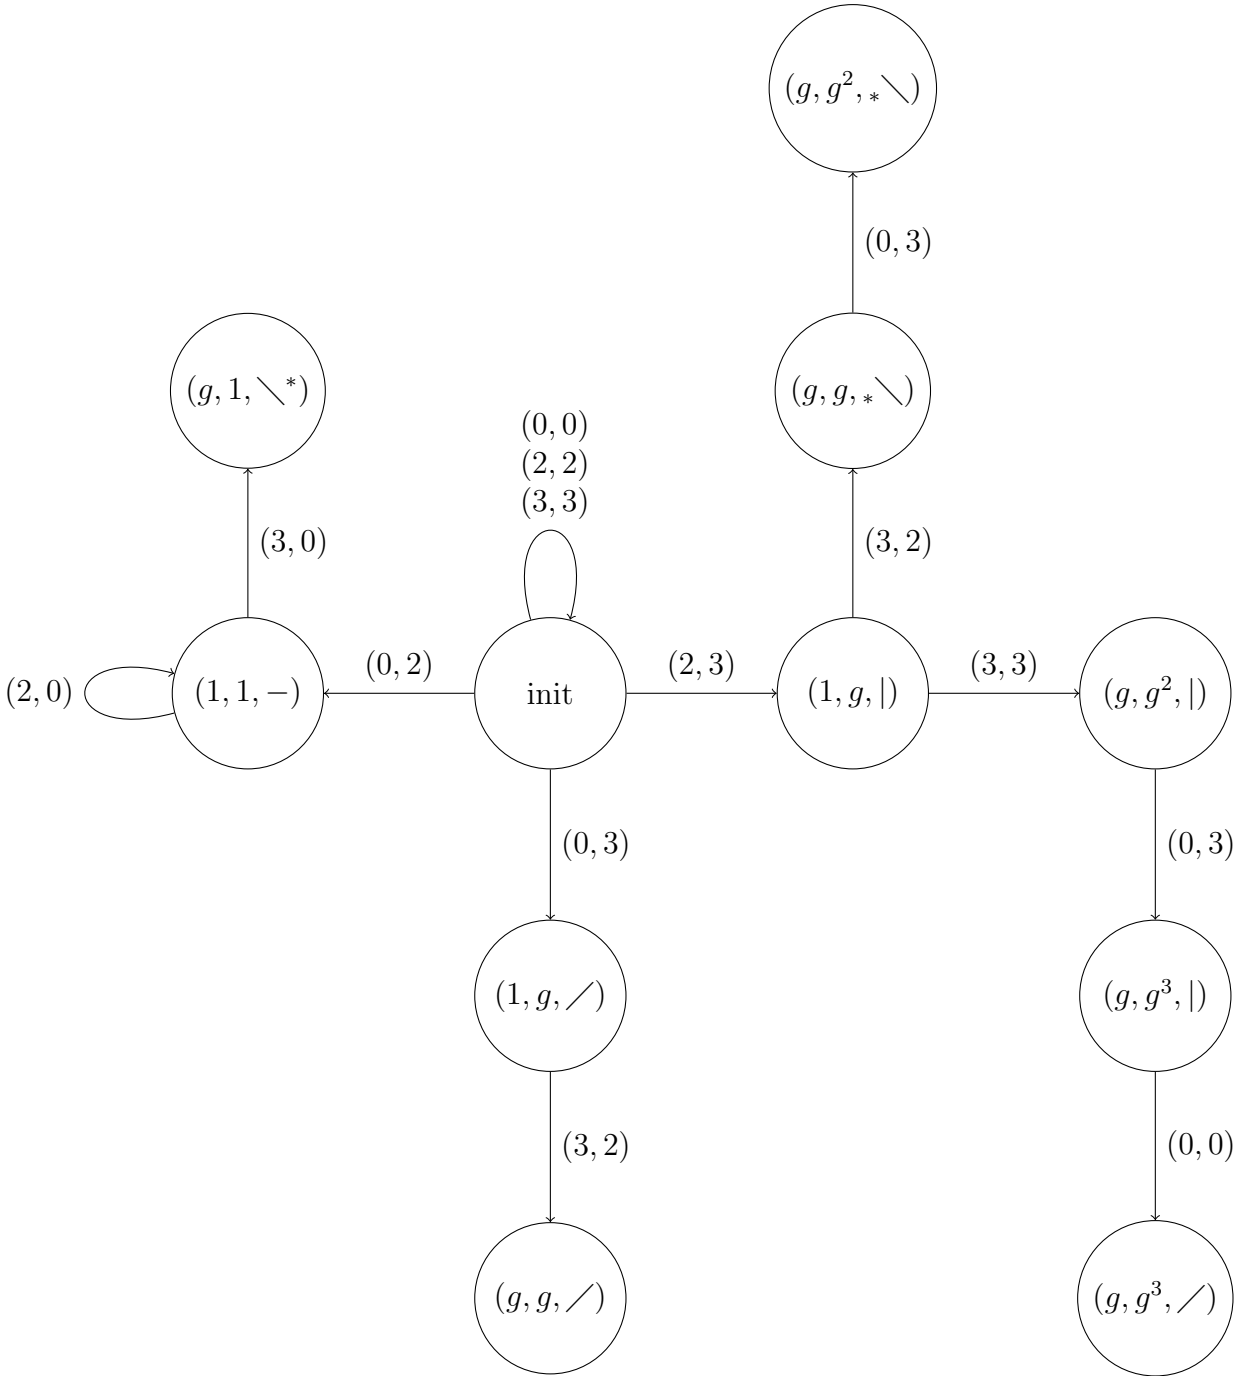 (g, g², ₊∖)
(0, 3)
(g, 1, ∖*)
(g, g, ₊∖)
(0, 0)
(2, 2)
(3, 3)
(3, 0)
(3, 2)
(2, 0)
(1, 1, −)
(0, 2)
init
(2, 3)
(1, g, |)
(3, 3)
(g, g², |)
(0, 3)
(0, 3)
(1, g, ∕)
(g, g³, |)
(3, 2)
(0, 0)
(g, g, ∕)
(g, g³, ∕)